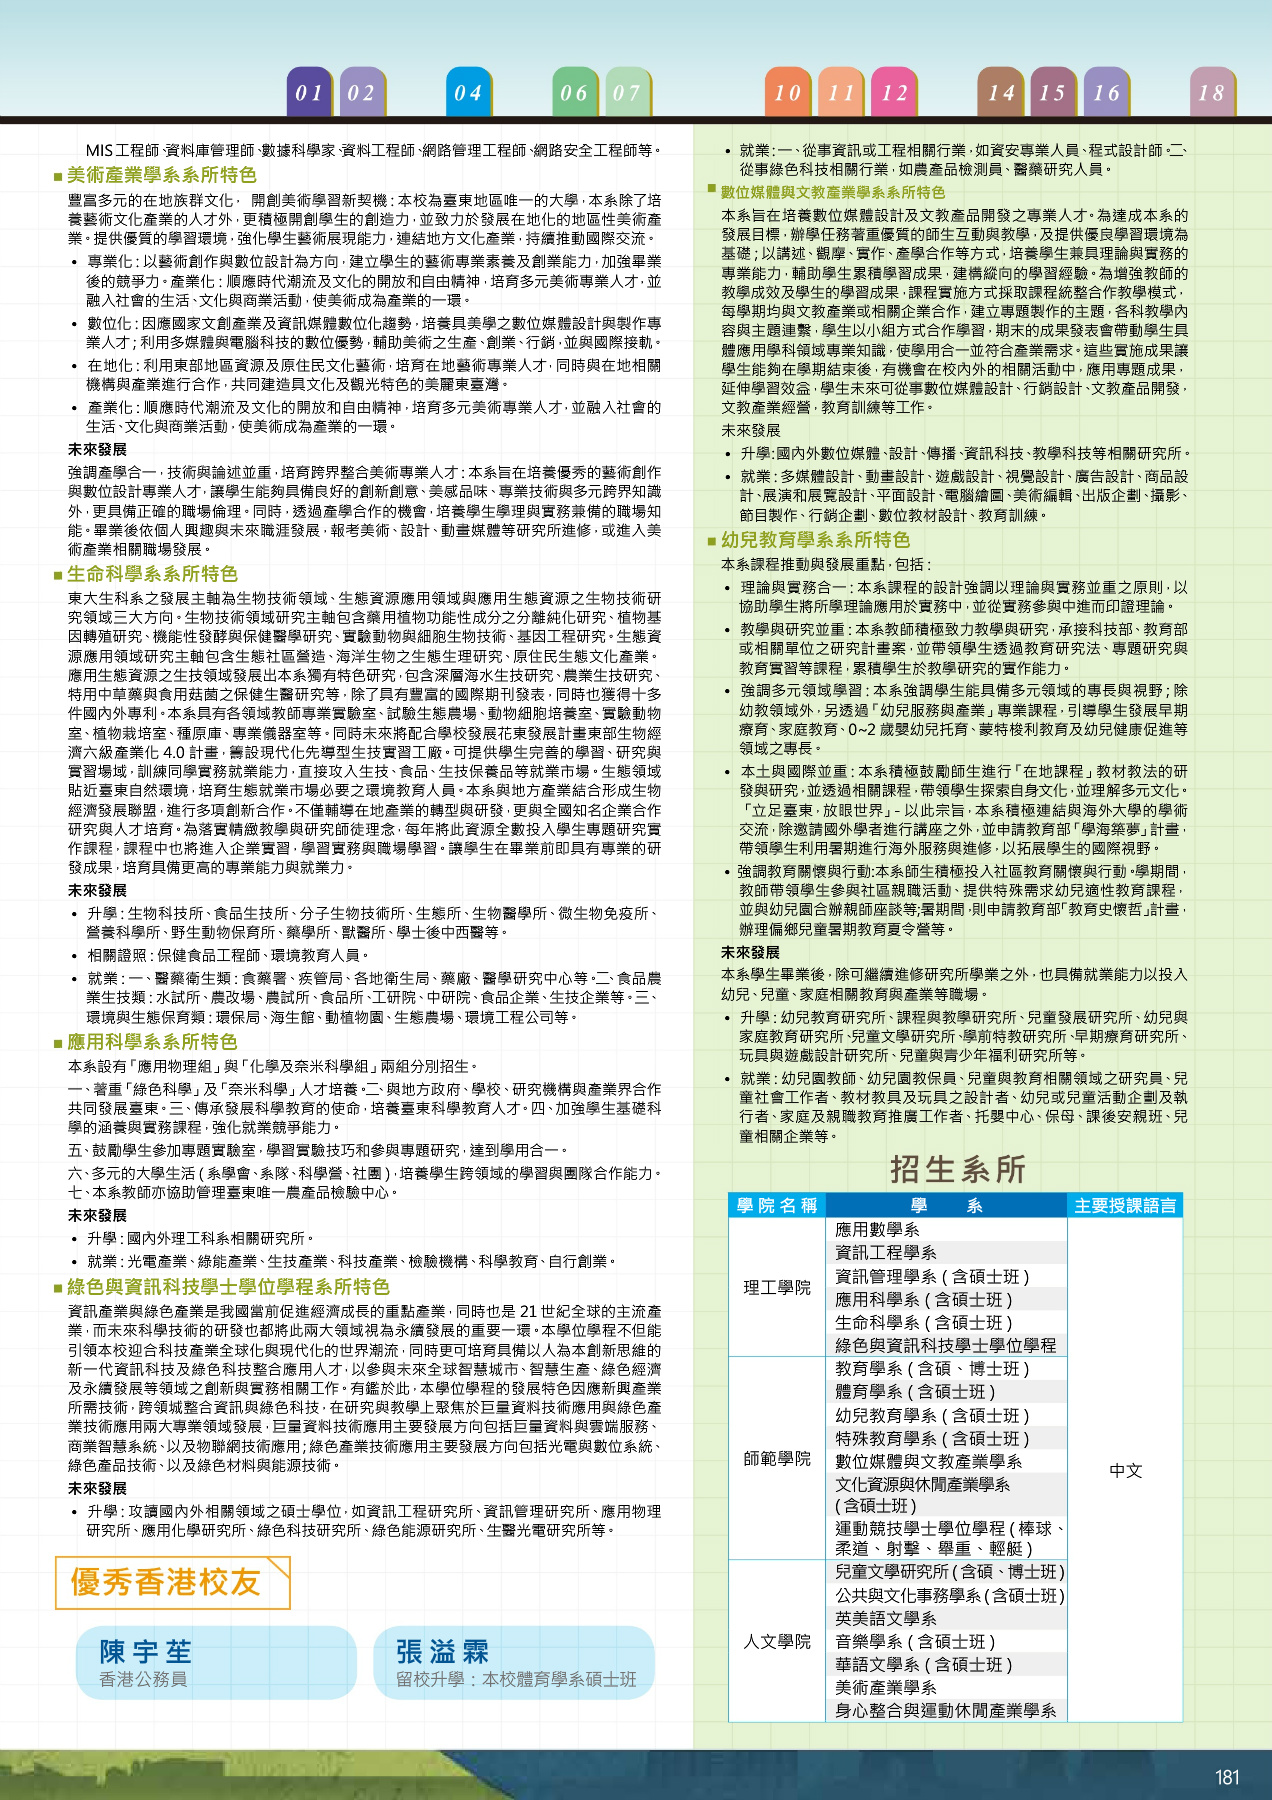 01 02 04 06 07 10 11 12 14 15 16 18
MIS工程師、資料庫管理師、數據科學家、資料工程師、網路管理工程師、網路安全工程師等。
■ 美術產業學系系所特色
豐富多元的在地族群文化， 開創美術學習新契機：本校為臺東地區唯一的大學，本系除了培
養藝術文化產業的人才外，更積極開創學生的創造力，並致力於發展在地化的地區性美術產
業。提供優質的學習環境，強化學生藝術展現能力，連結地方文化產業，持續推動國際交流。
• 專業化：以藝術創作與數位設計為方向，建立學生的藝術專業素養及創業能力，加強畢業
後的競爭力。產業化：順應時代潮流及文化的開放和自由精神，培育多元美術專業人才，並
融入社會的生活、文化與商業活動，使美術成為產業的一環。
• 數位化：因應國家文創產業及資訊媒體數位化趨勢，培養具美學之數位媒體設計與製作專
業人才；利用多媒體與電腦科技的數位優勢，輔助美術之生產、創業、行銷，並與國際接軌。
• 在地化：利用東部地區資源及原住民文化藝術，培育在地藝術專業人才，同時與在地相關
機構與產業進行合作，共同建造具文化及觀光特色的美麗東臺灣。
• 產業化：順應時代潮流及文化的開放和自由精神，培育多元美術專業人才，並融入社會的
生活、文化與商業活動，使美術成為產業的一環。
未來發展
強調產學合一，技術與論述並重，培育跨界整合美術專業人才：本系旨在培養優秀的藝術創作
與數位設計專業人才，讓學生能夠具備良好的創新創意、美感品味、專業技術與多元跨界知識
外，更具備正確的職場倫理。同時，透過產學合作的機會，培養學生學理與實務兼備的職場知
能。畢業後依個人興趣與未來職涯發展，報考美術、設計、動畫媒體等研究所進修，或進入美
術產業相關職場發展。
■ 生命科學系系所特色
東大生科系之發展主軸為生物技術領域、生態資源應用領域與應用生態資源之生物技術研
究領域三大方向。生物技術領域研究主軸包含藥用植物功能性成分之分離純化研究、植物基
因轉殖研究、機能性發酵與保健醫學研究、實驗動物與細胞生物技術、基因工程研究。生態資
源應用領域研究主軸包含生態社區營造、海洋生物之生態生理研究、原住民生態文化產業。
應用生態資源之生技領域發展出本系獨有特色研究，包含深層海水生技研究、農業生技研究、
特用中草藥與食用菇菌之保健生醫研究等，除了具有豐富的國際期刊發表，同時也獲得十多
件國內外專利。本系具有各領域教師專業實驗室、試驗生態農場、動物細胞培養室、實驗動物
室、植物栽培室、種原庫、專業儀器室等。同時未來將配合學校發展花東發展計畫東部生物經
濟六級產業化 4.0 計畫，籌設現代化先導型生技實習工廠。可提供學生完善的學習、研究與
實習場域，訓練同學實務就業能力，直接攻入生技、食品、生技保養品等就業市場。生態領域
貼近臺東自然環境，培育生態就業市場必要之環境教育人員。本系與地方產業結合形成生物
經濟發展聯盟，進行多項創新合作。不僅輔導在地產業的轉型與研發，更與全國知名企業合作
研究與人才培育。為落實精緻教學與研究師徒理念，每年將此資源全數投入學生專題研究實
作課程，課程中也將進入企業實習，學習實務與職場學習。讓學生在畢業前即具有專業的研
發成果，培育具備更高的專業能力與就業力。
未來發展
• 升學：生物科技所、食品生技所、分子生物技術所、生態所、生物醫學所、微生物免疫所、
營養科學所、野生動物保育所、藥學所、獸醫所、學士後中西醫等。
• 相關證照：保健食品工程師、環境教育人員。
• 就業：一、醫藥衛生類：食藥署、疾管局、各地衛生局、藥廠、醫學研究中心等。二、食品農
業生技類：水試所、農改場、農試所、食品所、工研院、中研院、食品企業、生技企業等。三、
環境與生態保育類：環保局、海生館、動植物園、生態農場、環境工程公司等。
■ 應用科學系系所特色
本系設有「應用物理組」與「化學及奈米科學組」兩組分別招生。
一、著重「綠色科學」及「奈米科學」人才培養。二、與地方政府、學校、研究機構與產業界合作
共同發展臺東。三、傳承發展科學教育的使命，培養臺東科學教育人才。四、加強學生基礎科
學的涵養與實務課程，強化就業競爭能力。
五、鼓勵學生參加專題實驗室，學習實驗技巧和參與專題研究，達到學用合一。
六、多元的大學生活 ( 系學會、系隊、科學營、社團 )，培養學生跨領域的學習與團隊合作能力。
七、本系教師亦協助管理臺東唯一農產品檢驗中心。
未來發展
• 升學：國內外理工科系相關研究所。
• 就業：光電產業、綠能產業、生技產業、科技產業、檢驗機構、科學教育、自行創業。
■ 綠色與資訊科技學士學位學程系所特色
資訊產業與綠色產業是我國當前促進經濟成長的重點產業，同時也是 21 世紀全球的主流產
業，而未來科學技術的研發也都將此兩大領域視為永續發展的重要一環。本學位學程不但能
引領本校迎合科技產業全球化與現代化的世界潮流，同時更可培育具備以人為本創新思維的
新一代資訊科技及綠色科技整合應用人才，以參與未來全球智慧城市、智慧生產、綠色經濟
及永續發展等領域之創新與實務相關工作。有鑑於此，本學位學程的發展特色因應新興產業
所需技術，跨領城整合資訊與綠色科技，在研究與教學上聚焦於巨量資料技術應用與綠色產
業技術應用兩大專業領域發展，巨量資料技術應用主要發展方向包括巨量資料與雲端服務、
商業智慧系統、以及物聯網技術應用；綠色產業技術應用主要發展方向包括光電與數位系統、
綠色產品技術、以及綠色材料與能源技術。
未來發展
• 升學：攻讀國內外相關領域之碩士學位，如資訊工程研究所、資訊管理研究所、應用物理
研究所、應用化學研究所、綠色科技研究所、綠色能源研究所、生醫光電研究所等。
優秀香港校友
陳宇苼
香港公務員
張溢霖
留校升學：本校體育學系碩士班
• 就業：一、從事資訊或工程相關行業，如資安專業人員、程式設計師。二、
從事綠色科技相關行業，如農產品檢測員、醫藥研究人員。
■ 數位媒體與文教產業學系系所特色
本系旨在培養數位媒體設計及文教產品開發之專業人才。為達成本系的
發展目標，辦學任務著重優質的師生互動與教學，及提供優良學習環境為
基礎；以講述、觀摩、實作、產學合作等方式，培養學生兼具理論與實務的
專業能力，輔助學生累積學習成果，建構縱向的學習經驗。為增強教師的
教學成效及學生的學習成果，課程實施方式採取課程統整合作教學模式，
每學期均與文教產業或相關企業合作，建立專題製作的主題，各科教學內
容與主題連繫，學生以小組方式合作學習，期末的成果發表會帶動學生具
體應用學科領域專業知識，使學用合一並符合產業需求。這些實施成果讓
學生能夠在學期結束後，有機會在校內外的相關活動中，應用專題成果，
延伸學習效益，學生未來可從事數位媒體設計、行銷設計、文教產品開發，
文教產業經營，教育訓練等工作。
未來發展
• 升學:國內外數位媒體、設計、傳播、資訊科技、教學科技等相關研究所。
• 就業：多媒體設計、動畫設計、遊戲設計、視覺設計、廣告設計、商品設
計、展演和展覽設計、平面設計、電腦繪圖、美術編輯、出版企劃、攝影、
節目製作、行銷企劃、數位教材設計、教育訓練。
■ 幼兒教育學系系所特色
本系課程推動與發展重點，包括：
• 理論與實務合一：本系課程的設計強調以理論與實務並重之原則，以
協助學生將所學理論應用於實務中，並從實務參與中進而印證理論。
• 教學與研究並重：本系教師積極致力教學與研究，承接科技部、教育部
或相關單位之研究計畫案，並帶領學生透過教育研究法、專題研究與
教育實習等課程，累積學生於教學研究的實作能力。
• 強調多元領域學習：本系強調學生能具備多元領域的專長與視野；除
幼教領域外，另透過「幼兒服務與產業」專業課程，引導學生發展早期
療育、家庭教育、0~2 歲嬰幼兒托育、蒙特梭利教育及幼兒健康促進等
領域之專長。
• 本土與國際並重：本系積極鼓勵師生進行「在地課程」教材教法的研
發與研究，並透過相關課程，帶領學生探索自身文化，並理解多元文化。
「立足臺東，放眼世界」- 以此宗旨，本系積極連結與海外大學的學術
交流，除邀請國外學者進行講座之外，並申請教育部「學海築夢」計畫，
帶領學生利用暑期進行海外服務與進修，以拓展學生的國際視野。
• 強調教育關懷與行動:本系師生積極投入社區教育關懷與行動。學期間，
教師帶領學生參與社區親職活動、提供特殊需求幼兒適性教育課程，
並與幼兒園合辦親師座談等;暑期間，則申請教育部「教育史懷哲」計畫，
辦理偏鄉兒童暑期教育夏令營等。
未來發展
本系學生畢業後，除可繼續進修研究所學業之外，也具備就業能力以投入
幼兒、兒童、家庭相關教育與產業等職場。
• 升學：幼兒教育研究所、課程與教學研究所、兒童發展研究所、幼兒與
家庭教育研究所、兒童文學研究所、學前特教研究所、早期療育研究所、
玩具與遊戲設計研究所、兒童與青少年福利研究所等。
• 就業：幼兒園教師、幼兒園教保員、兒童與教育相關領域之研究員、兒
童社會工作者、教材教具及玩具之設計者、幼兒或兒童活動企劃及執
行者、家庭及親職教育推廣工作者、托嬰中心、保母、課後安親班、兒
童相關企業等。
招生系所
學院名稱 學 系 主要授課語言
理工學院
應用數學系
資訊工程學系
資訊管理學系 ( 含碩士班 )
應用科學系 ( 含碩士班 )
生命科學系 ( 含碩士班 )
綠色與資訊科技學士學位學程
師範學院
教育學系 ( 含碩、博士班 )
體育學系 ( 含碩士班 )
幼兒教育學系 ( 含碩士班 )
特殊教育學系 ( 含碩士班 )
數位媒體與文教產業學系
文化資源與休閒產業學系
( 含碩士班 )
運動競技學士學位學程 ( 棒球、
柔道、射擊、舉重、輕艇 )
中文
人文學院
兒童文學研究所 ( 含碩、博士班)
公共與文化事務學系 ( 含碩士班)
英美語文學系
音樂學系 ( 含碩士班 )
華語文學系 ( 含碩士班 )
美術產業學系
身心整合與運動休閒產業學系
181